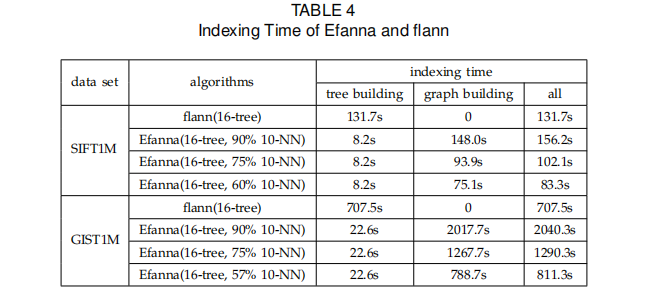 TABLE 4
Indexing Time of Efanna and flann
data set algorithms indexing time
tree building graph building all
SIFT1M flann(16-tree) 131.7s 0 131.7s
Efanna(16-tree, 90% 10-NN) 8.2s 148.0s 156.2s
Efanna(16-tree, 75% 10-NN) 8.2s 93.9s 102.1s
Efanna(16-tree, 60% 10-NN) 8.2s 75.1s 83.3s
GIST1M flann(16-tree) 707.5s 0 707.5s
Efanna(16-tree, 90% 10-NN) 22.6s 2017.7s 2040.3s
Efanna(16-tree, 75% 10-NN) 22.6s 1267.7s 1290.3s
Efanna(16-tree, 57% 10-NN) 22.6s 788.7s 811.3s